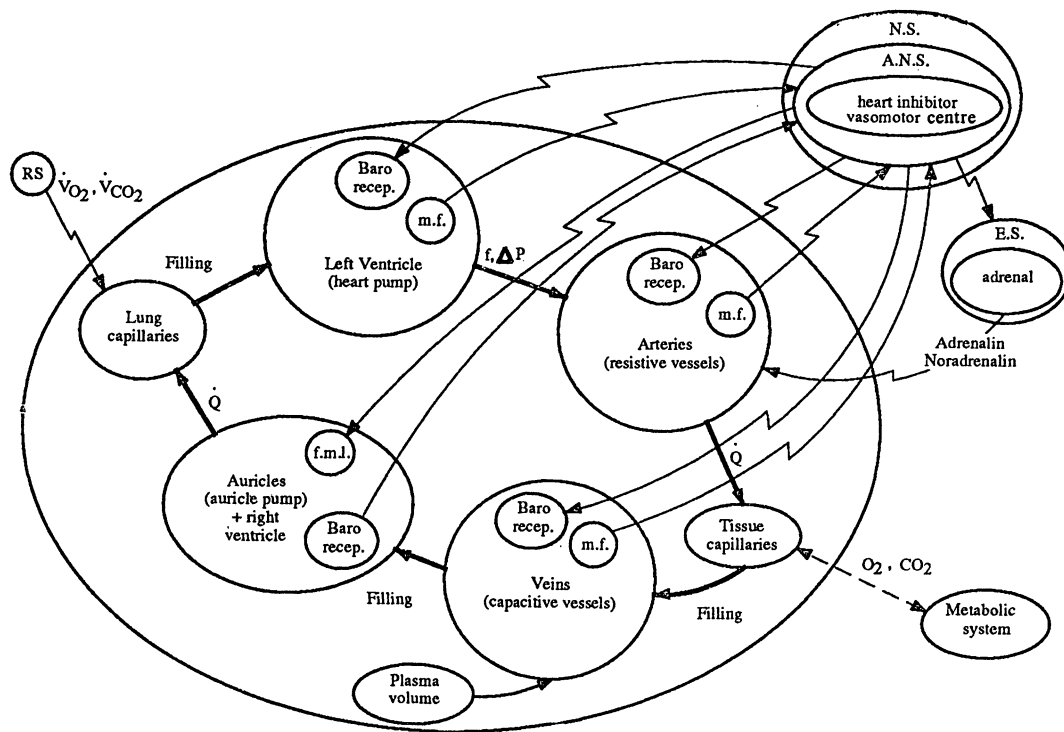 N.S.
A.N.S.
heart inhibitor
vasomotor centre
E.S.
adrenal
Adrenalin
Noradrenalin
RS
V̇O2 , V̇CO2
Baro
recep.
m.f.
Left Ventricle
(heart pump)
Filling
f, Δ P
Lung
capillaries
Baro
recep.
m.f.
Arteries
(resistive vessels)
Q̇
Q̇
f.m.l.
Auricles
(auricle pump)
+ right
ventricle
Baro
recep.
Baro
recep.
m.f.
Veins
(capacitive vessels)
Tissue
capillaries
O2 , CO2
Filling
Filling
Metabolic
system
Plasma
volume